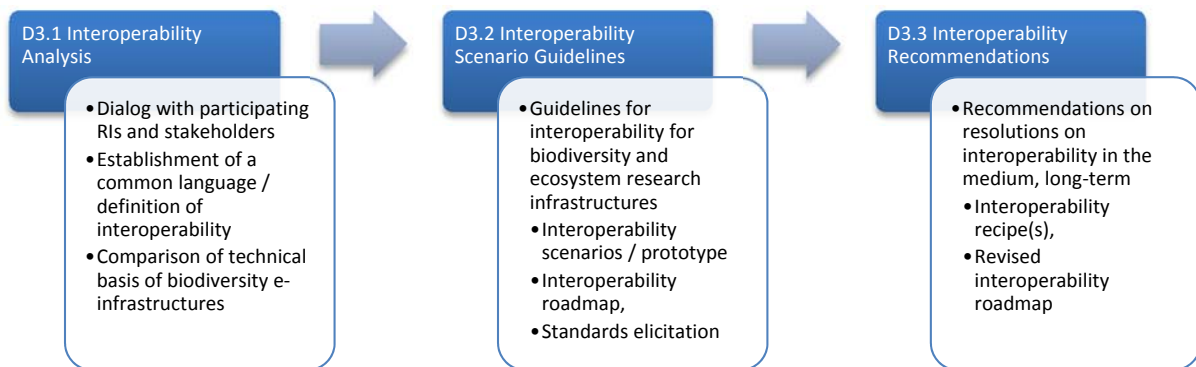 D3.1 Interoperability
Analysis
•Dialog with participating
RIs and stakeholders
•Establishment of a
common language /
definition of
interoperability
•Comparison of technical
basis of biodiversity e-
infrastructures
D3.2 Interoperability
Scenario Guidelines
•Guidelines for
interoperability for
biodiversity and
ecosystem research
infrastructures
•Interoperability
scenarios / prototype
•Interoperability
roadmap,
•Standards elicitation
D3.3 Interoperability
Recommendations
•Recommendations on
resolutions on
interoperability in the
medium, long-term
•Interoperability
recipe(s),
•Revised
interoperability
roadmap